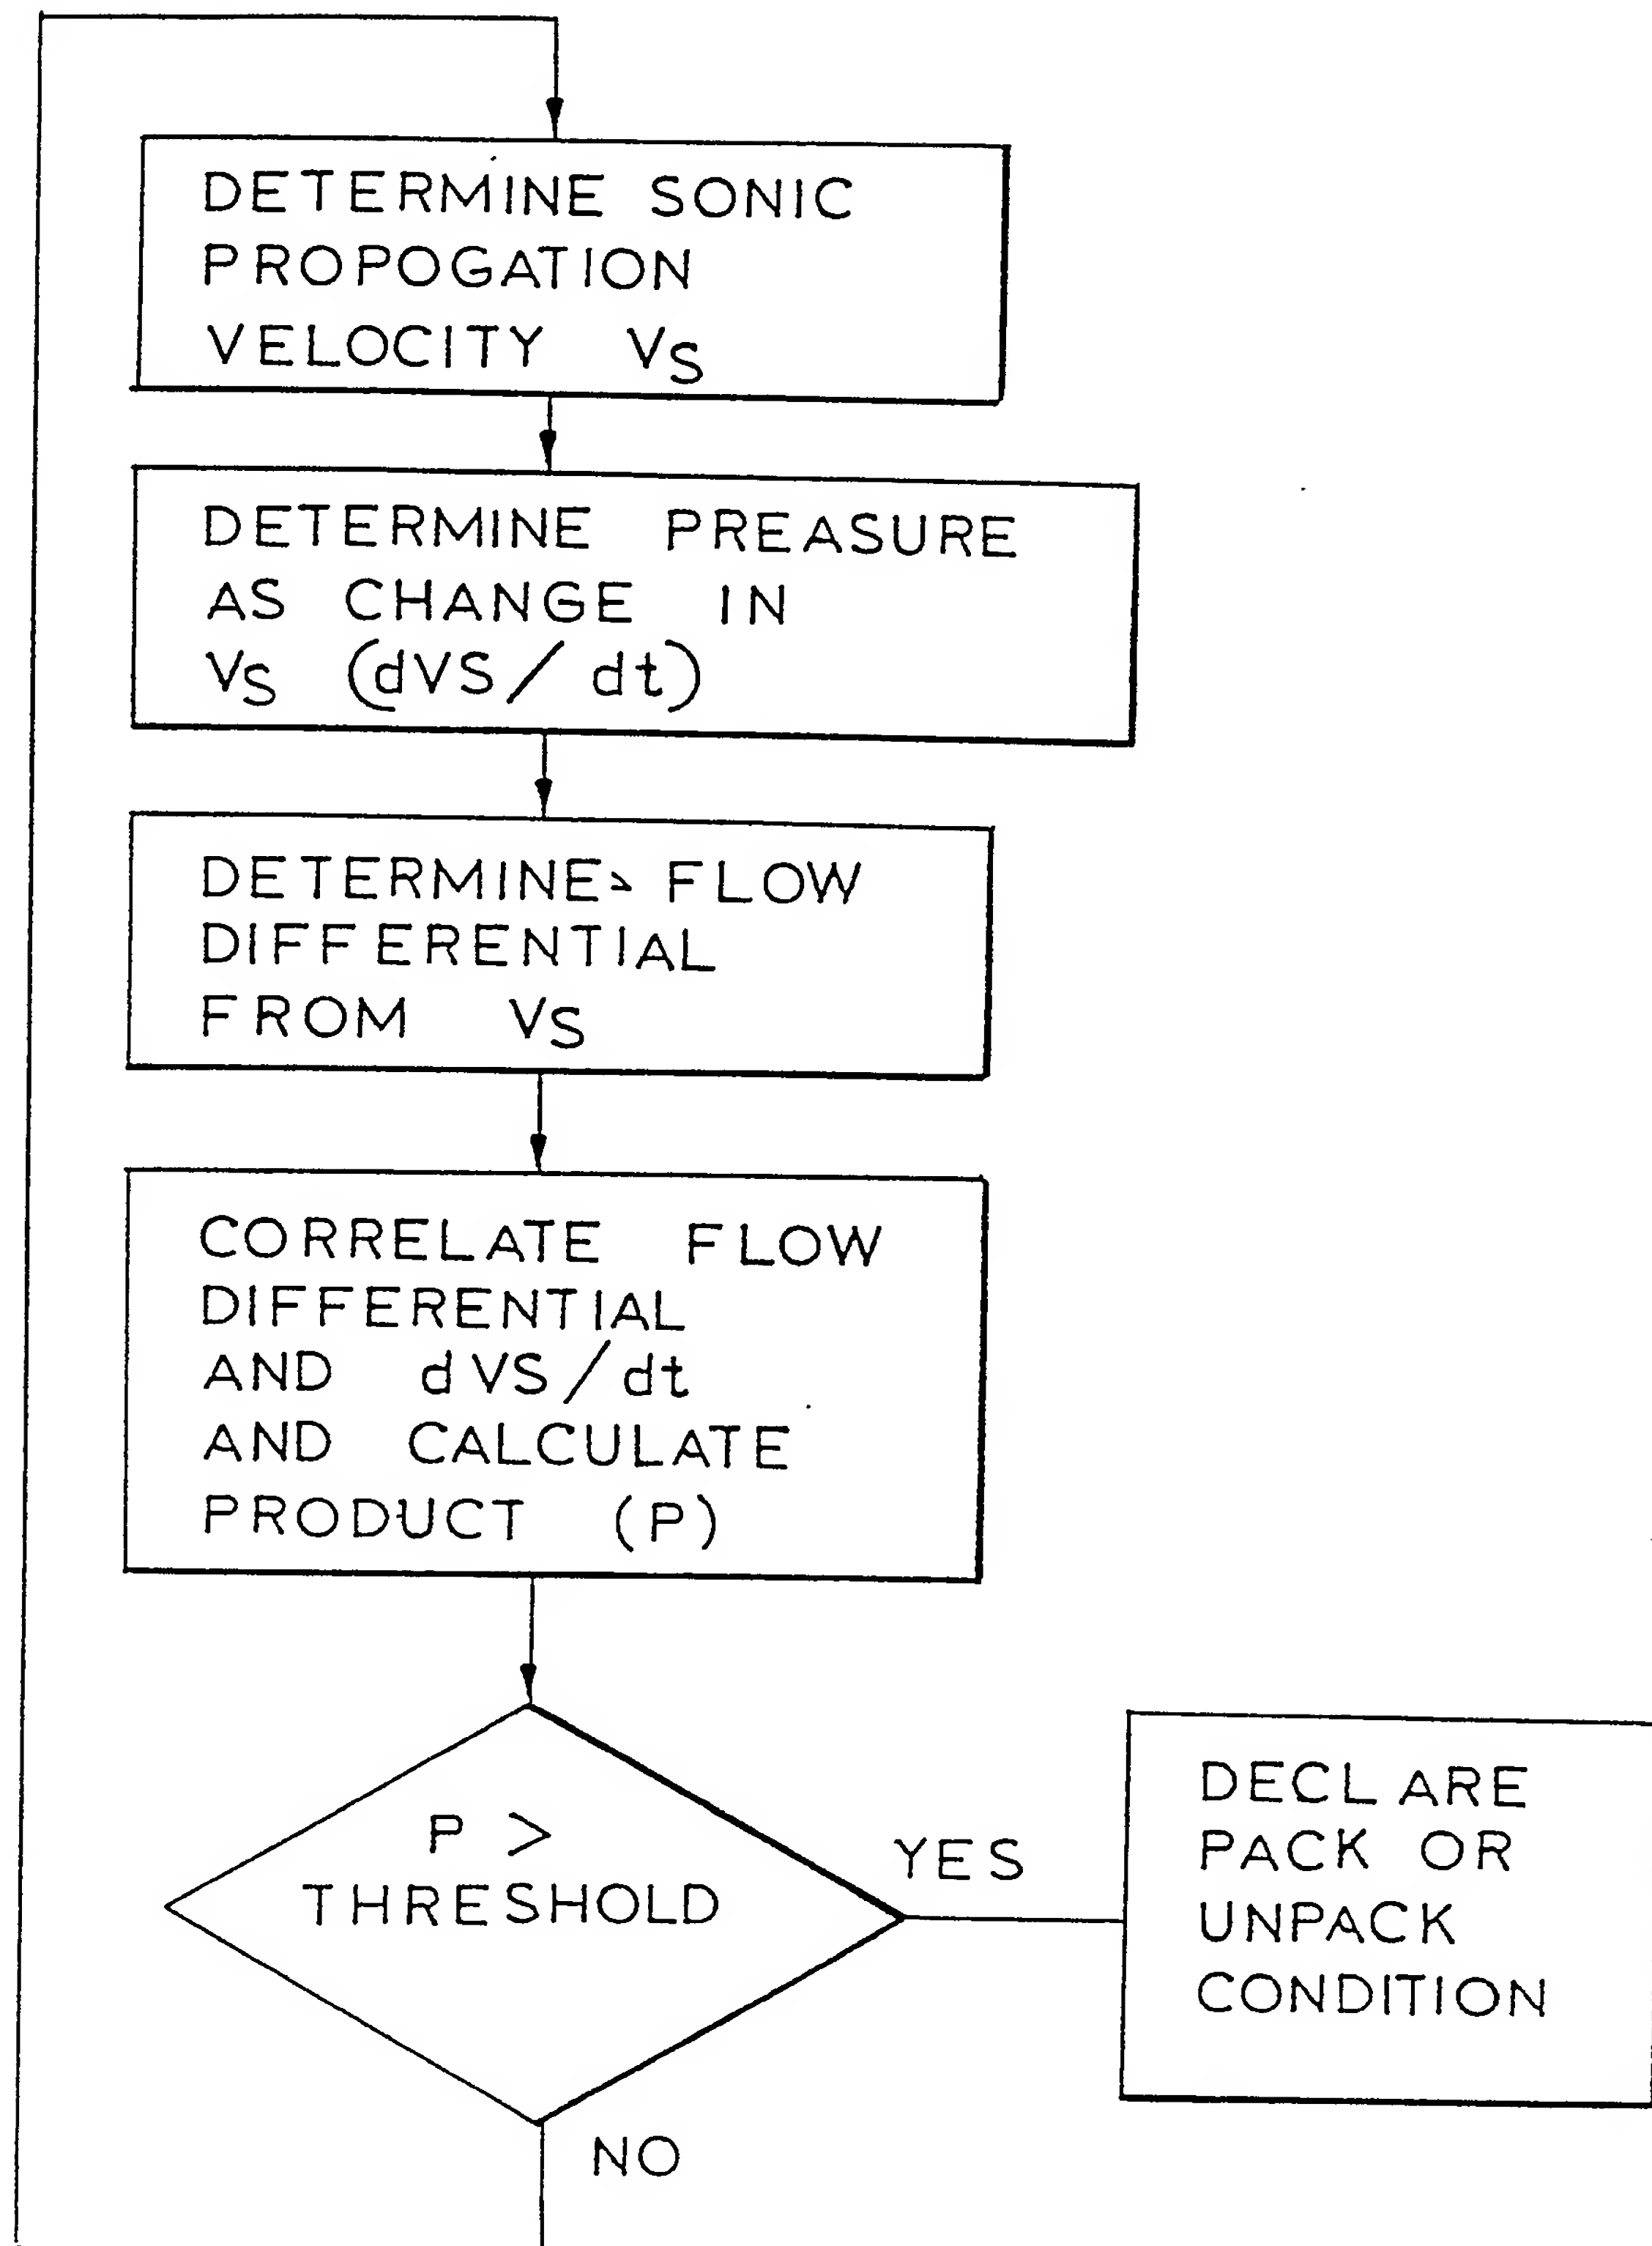 DETERMINE SONIC
PROPOGATION
VELOCITY VS
DETERMINE PREASURE
AS CHANGE IN
VS (dVS/dt)
DETERMINE FLOW
DIFFERENTIAL
FROM VS
CORRELATE FLOW
DIFFERENTIAL
AND dVS/dt
AND CALCULATE
PRODUCT (P)
P >
THRESHOLD
YES
DECLARE
PACK OR
UNPACK
CONDITION
NO